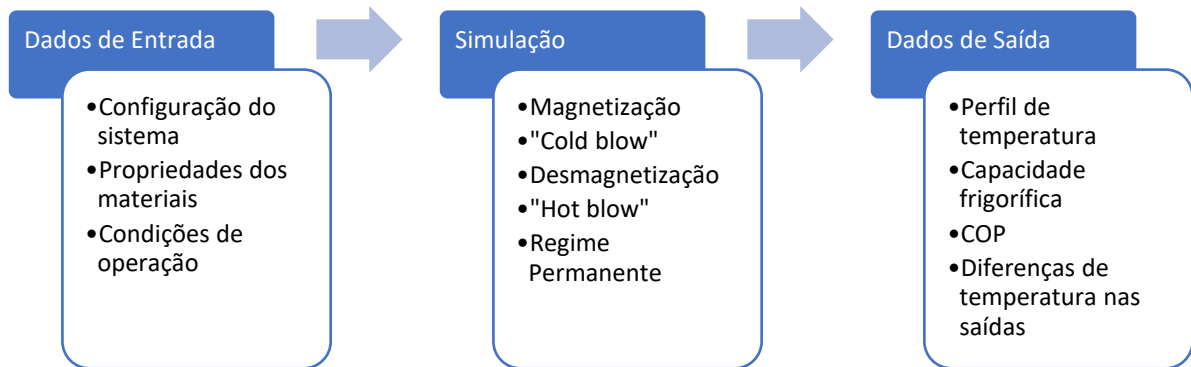 Dados de Entrada
•Configuração do
sistema
•Propriedades dos
materiais
•Condições de
operação
Simulação
•Magnetização
•"Cold blow"
•Desmagnetização
•"Hot blow"
•Regime
Permanente
Dados de Saída
•Perfil de
temperatura
•Capacidade
frigorífica
•COP
•Diferenças de
temperatura nas
saídas